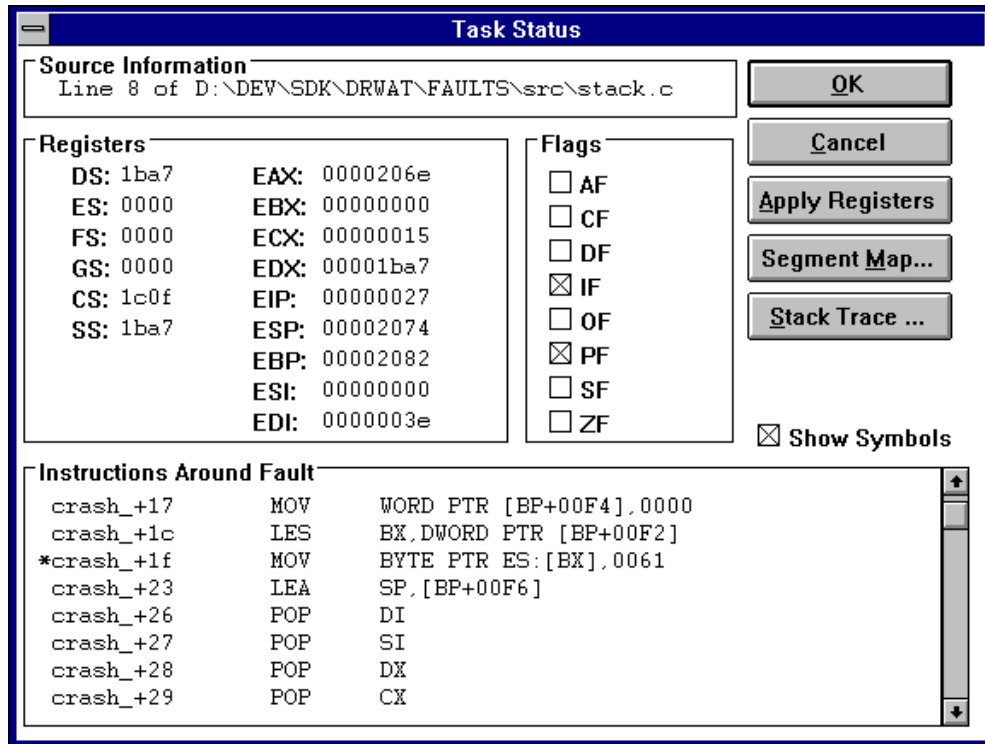 Task Status
Source Information
Line 8 of D:\DEV\SDK\DRWAT\FAULTS\src\stack.c
OK
Cancel
Apply Registers
Segment Map...
Stack Trace ...
Registers
DS: 1ba7 EAX: 0000206e
ES: 0000 EBX: 00000000
FS: 0000 ECX: 00000015
GS: 0000 EDX: 00001ba7
CS: 1c0f EIP: 00000027
SS: 1ba7 ESP: 00002074
EBP: 00002082
ESI: 00000000
EDI: 0000003e
Flags
AF
CF
DF
IF
OF
PF
SF
ZF
Show Symbols
Instructions Around Fault
crash_+17 MOV WORD PTR [BP+00F4],0000
crash_+1c LES BX,DWORD PTR [BP+00F2]
*crash_+1f MOV BYTE PTR ES:[BX],0061
crash_+23 LEA SP,[BP+00F6]
crash_+26 POP DI
crash_+27 POP SI
crash_+28 POP DX
crash_+29 POP CX